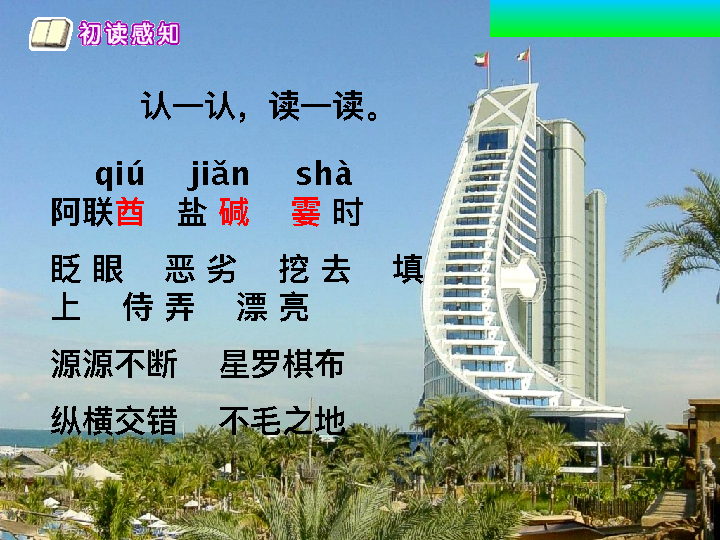 初读感知
认一认，读一读。
qiú jiǎn shà
阿联酋 盐碱 霎时
眨眼 恶劣 挖去 填
上 侍弄 漂亮
源源不断 星罗棋布
纵横交错 不毛之地